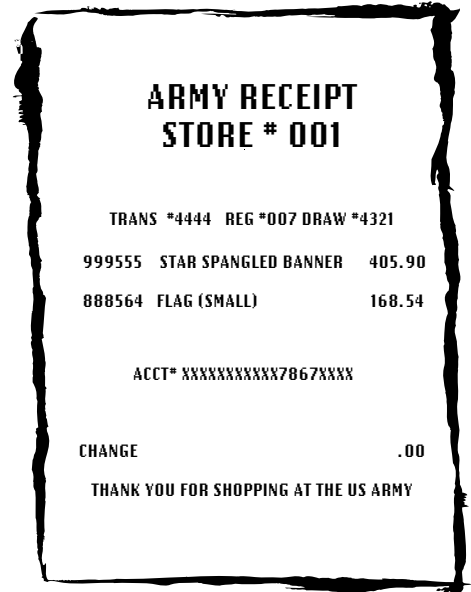 ARMY RECEIPT
STORE # 001
TRANS #4444 REG #007 DRAW #4321
999555 STAR SPANGLED BANNER 405.90
888564 FLAG (SMALL) 168.54
ACCT# XXXXXXXXXXX7867XXXX
CHANGE .00
THANK YOU FOR SHOPPING AT THE US ARMY